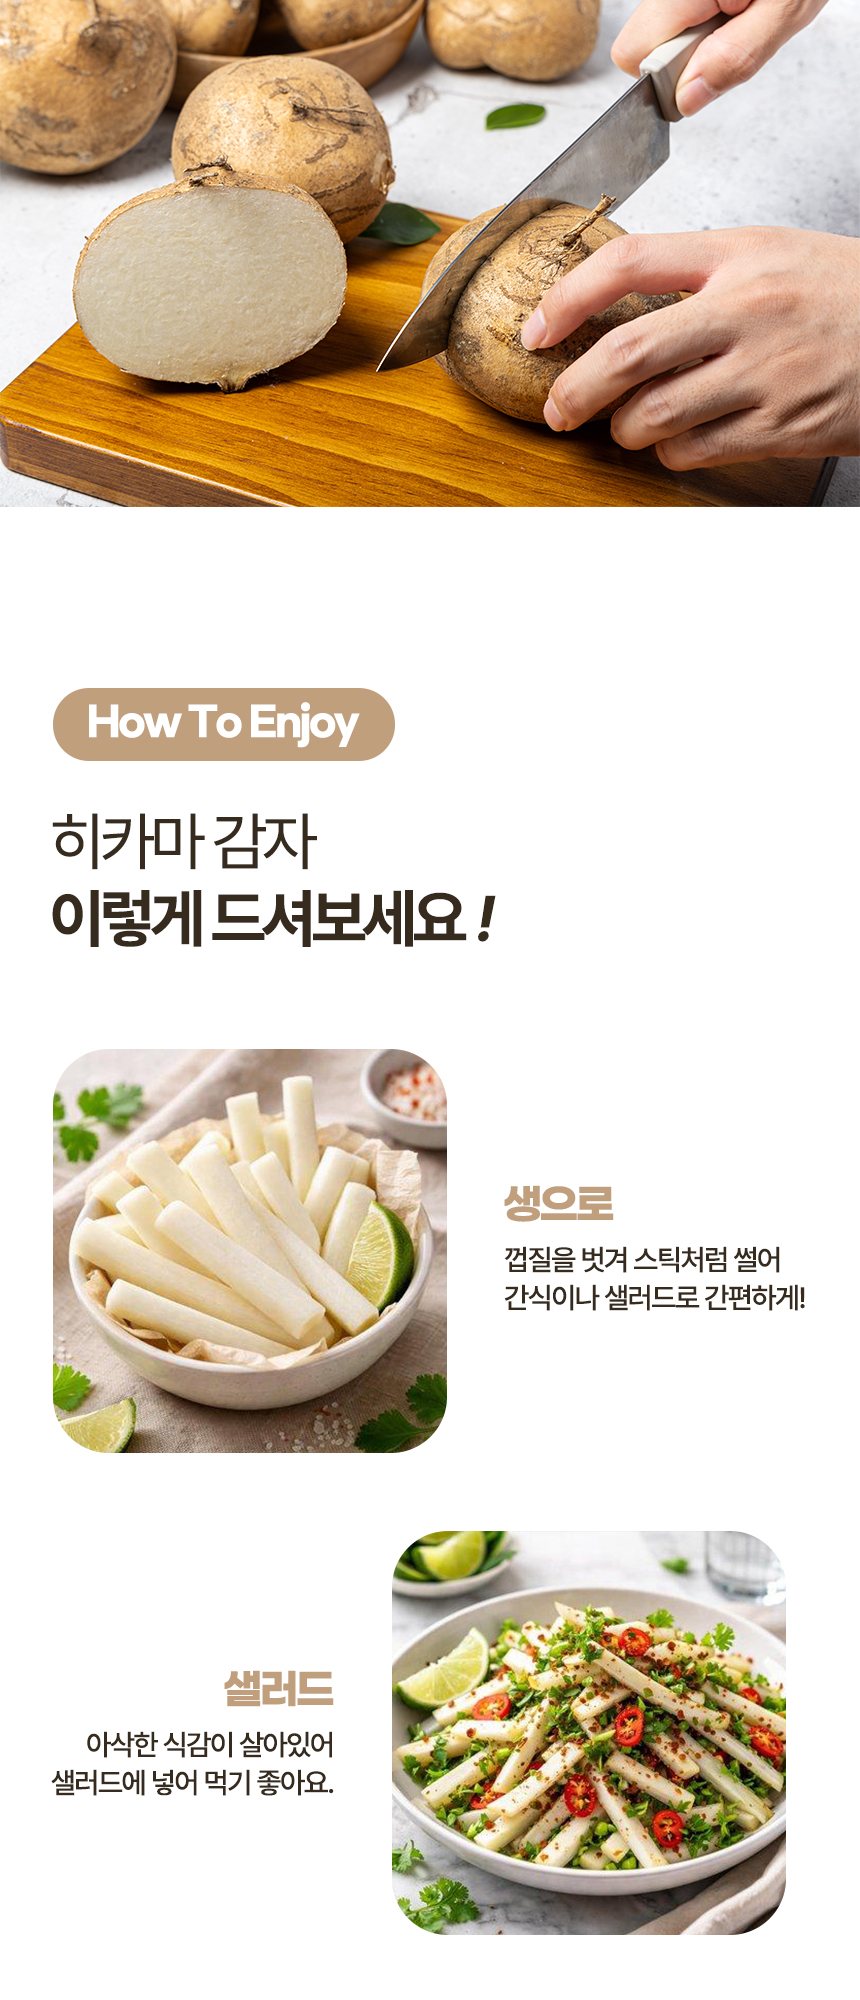 How To Enjoy
히카마 감자
이렇게 드셔보세요 !
생으로
껍질을 벗겨 스틱처럼 썰어
간식이나 샐러드로 간편하게!
샐러드
아삭한 식감이 살아있어
샐러드에 넣어 먹기 좋아요.